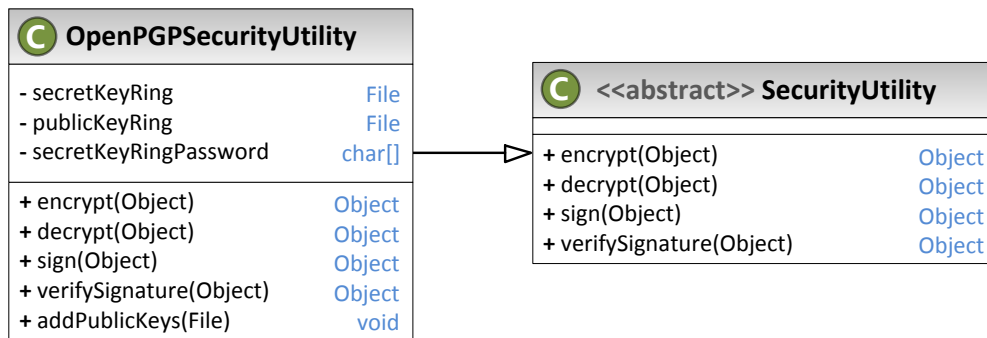 C OpenPGPSecurityUtility
- secretKeyRing File
- publicKeyRing File
- secretKeyRingPassword char[]
+ encrypt(Object) Object
+ decrypt(Object) Object
+ sign(Object) Object
+ verifySignature(Object) Object
+ addPublicKeys(File) void
C <<abstract>> SecurityUtility
+ encrypt(Object) Object
+ decrypt(Object) Object
+ sign(Object) Object
+ verifySignature(Object) Object